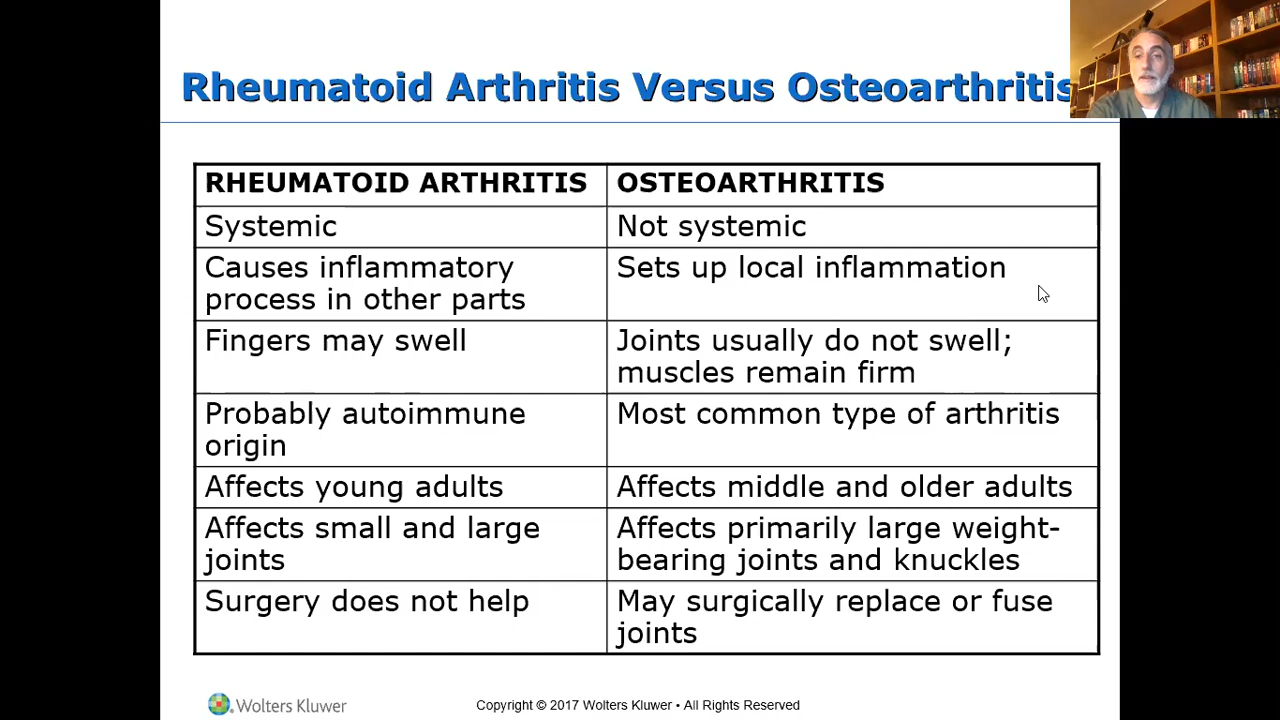 Rheumatoid Arthritis Versus Osteoarthritis
RHEUMATOID ARTHRITIS
OSTEOARTHRITIS
Systemic
Not systemic
Causes inflammatory
process in other parts
Sets up local inflammation
Fingers may swell
Joints usually do not swell;
muscles remain firm
Probably autoimmune
origin
Most common type of arthritis
Affects young adults
Affects middle and older adults
Affects small and large
joints
Affects primarily large weight-
bearing joints and knuckles
Surgery does not help
May surgically replace or fuse
joints
Wolters Kluwer
Copyright © 2017 Wolters Kluwer • All Rights Reserved